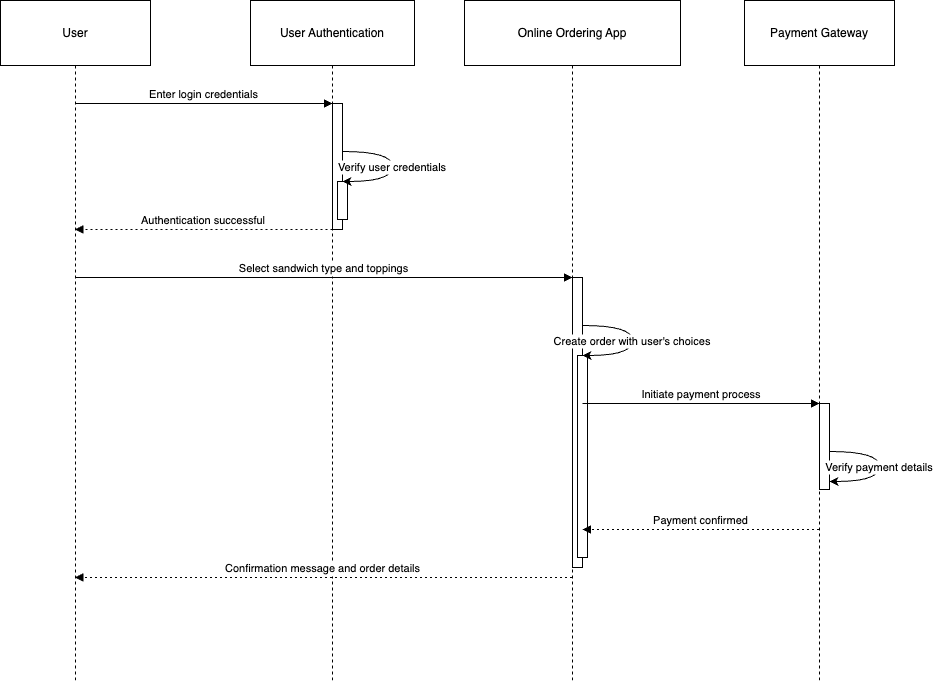 User
User Authentication
Online Ordering App
Payment Gateway
Enter login credentials
Verify user credentials
Authentication successful
Select sandwich type and toppings
Create order with user's choices
Initiate payment process
Verify payment details
Payment confirmed
Confirmation message and order details